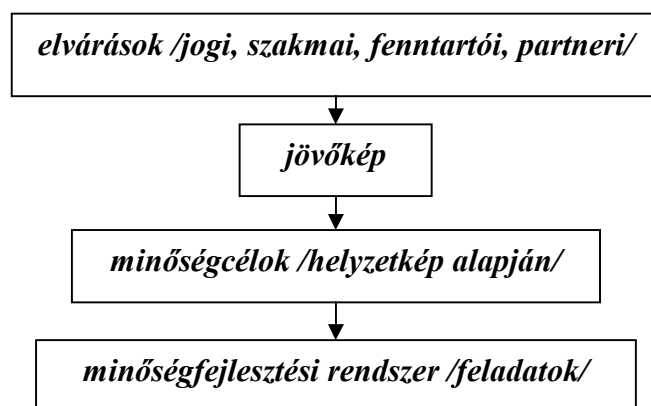 elvárások /jogi, szakmai, fenntartói, partneri/
jövőkép
minőségcélok /helyzetkép alapján/
minőségfejlesztési rendszer /feladatok/